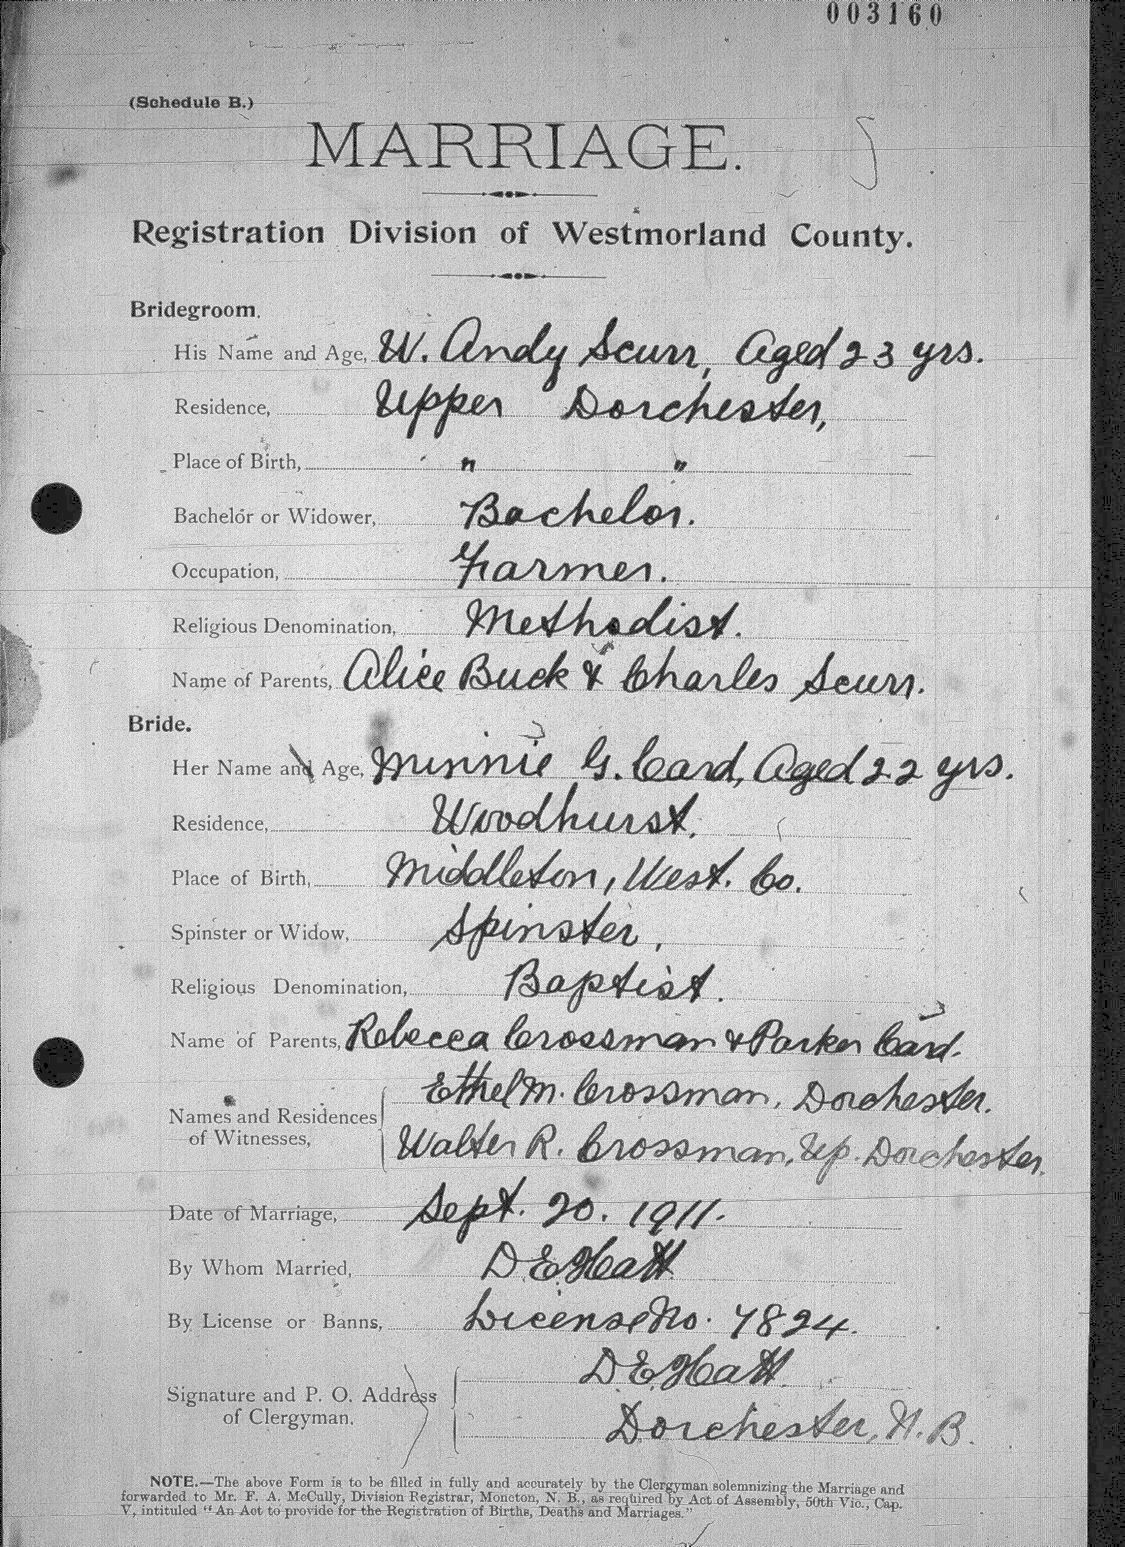 003160
(Schedule B.)
MARRIAGE.
Registration Division of Westmorland County.
Bridegroom.
His Name and Age, W. Andy Scurr, Aged 23 yrs.
Residence, Upper Dorchester,
Place of Birth, " "
Bachelor or Widower, Bachelor.
Occupation, Farmer.
Religious Denomination, Methodist.
Name of Parents, Alice Buck & Charles Scurr.
Bride.
Her Name and Age, Minnie G. Card, Aged 22 yrs.
Residence, Woodhurst.
Place of Birth, Middleton, West. Co.
Spinster or Widow, Spinster,
Religious Denomination, Baptist.
Name of Parents, Rebecca Crossman & Parker Card.
Ethel M. Crossman, Dorchester.
Names and Residences
of Witnesses, Walter R. Crossman, Up. Dorchester.
Date of Marriage, Sept. 20. 1911.
By Whom Married, D E Hatt
By License or Banns, License No. 7824.
D. E. Hatt.
Signature and P. O. Address
of Clergyman. Dorchester, N. B.
NOTE.—The above Form is to be filled in fully and accurately by the Clergyman solemnizing the Marriage and
forwarded to Mr. F. A. McCully, Division Registrar, Moncton, N. B., as required by Act of Assembly, 50th Vic., Cap.
V, intituled "An Act to provide for the Registration of Births, Deaths and Marriages."